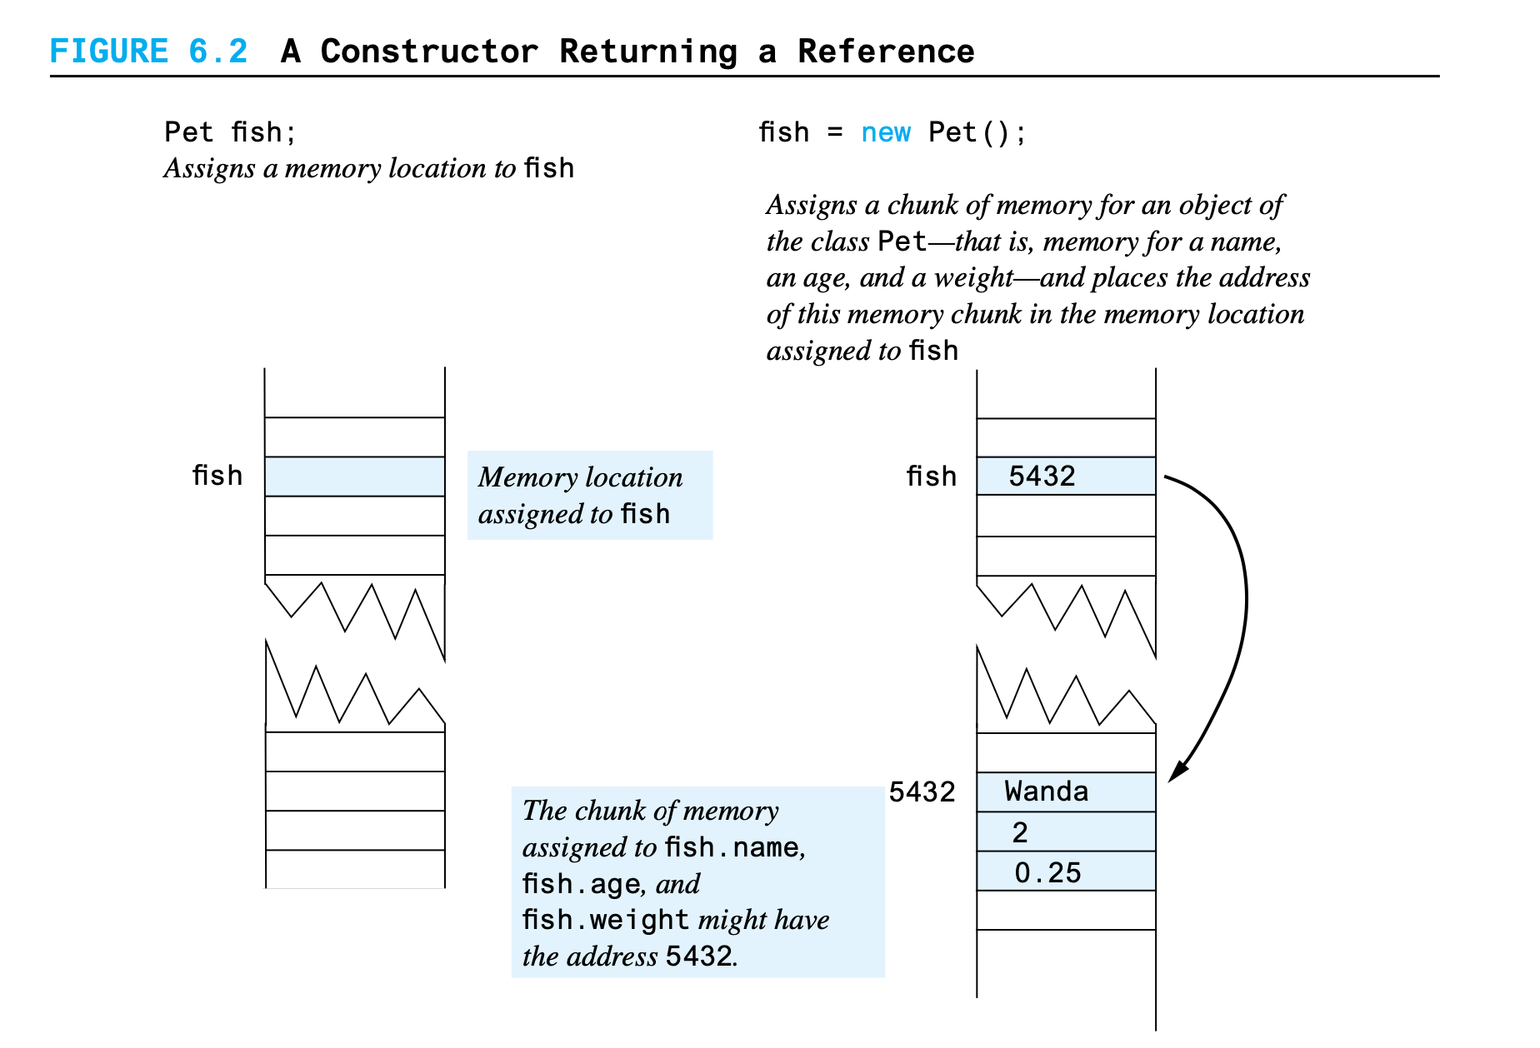 FIGURE 6.2 A Constructor Returning a Reference
Pet fish;
Assigns a memory location to fish
fish = new Pet();
Assigns a chunk of memory for an object of
the class Pet—that is, memory for a name,
an age, and a weight—and places the address
of this memory chunk in the memory location
assigned to fish
fish
Memory location
assigned to fish
fish
5432
The chunk of memory
assigned to fish.name,
fish.age, and
fish.weight might have
the address 5432.
5432
Wanda
2
0.25